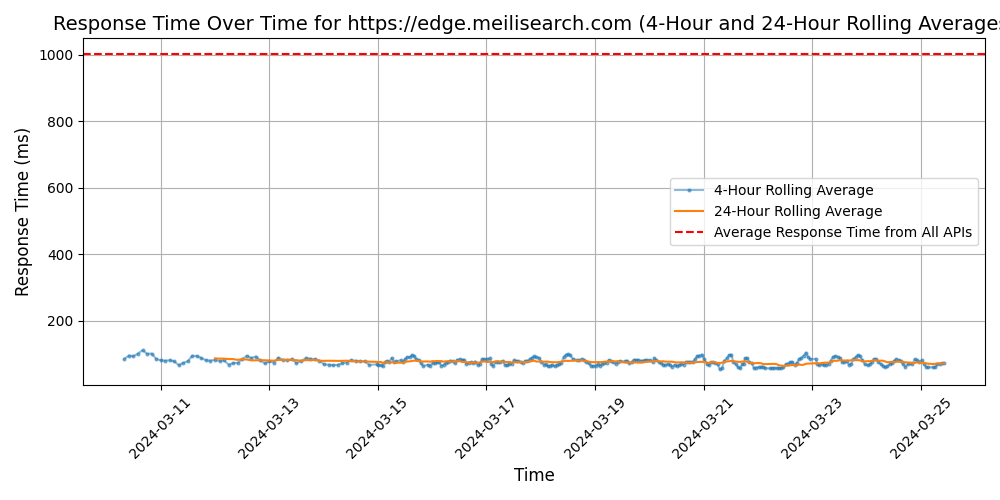 Response Time Over Time for https://edge.meilisearch.com (4-Hour and 24-Hour Rolling Averages
1000
800
600
400
200
Response Time (ms)
4-Hour Rolling Average
24-Hour Rolling Average
Average Response Time from All APIs
2024-03-11
2024-03-13
2024-03-15
2024-03-17
2024-03-19
2024-03-21
2024-03-23
2024-03-25
Time